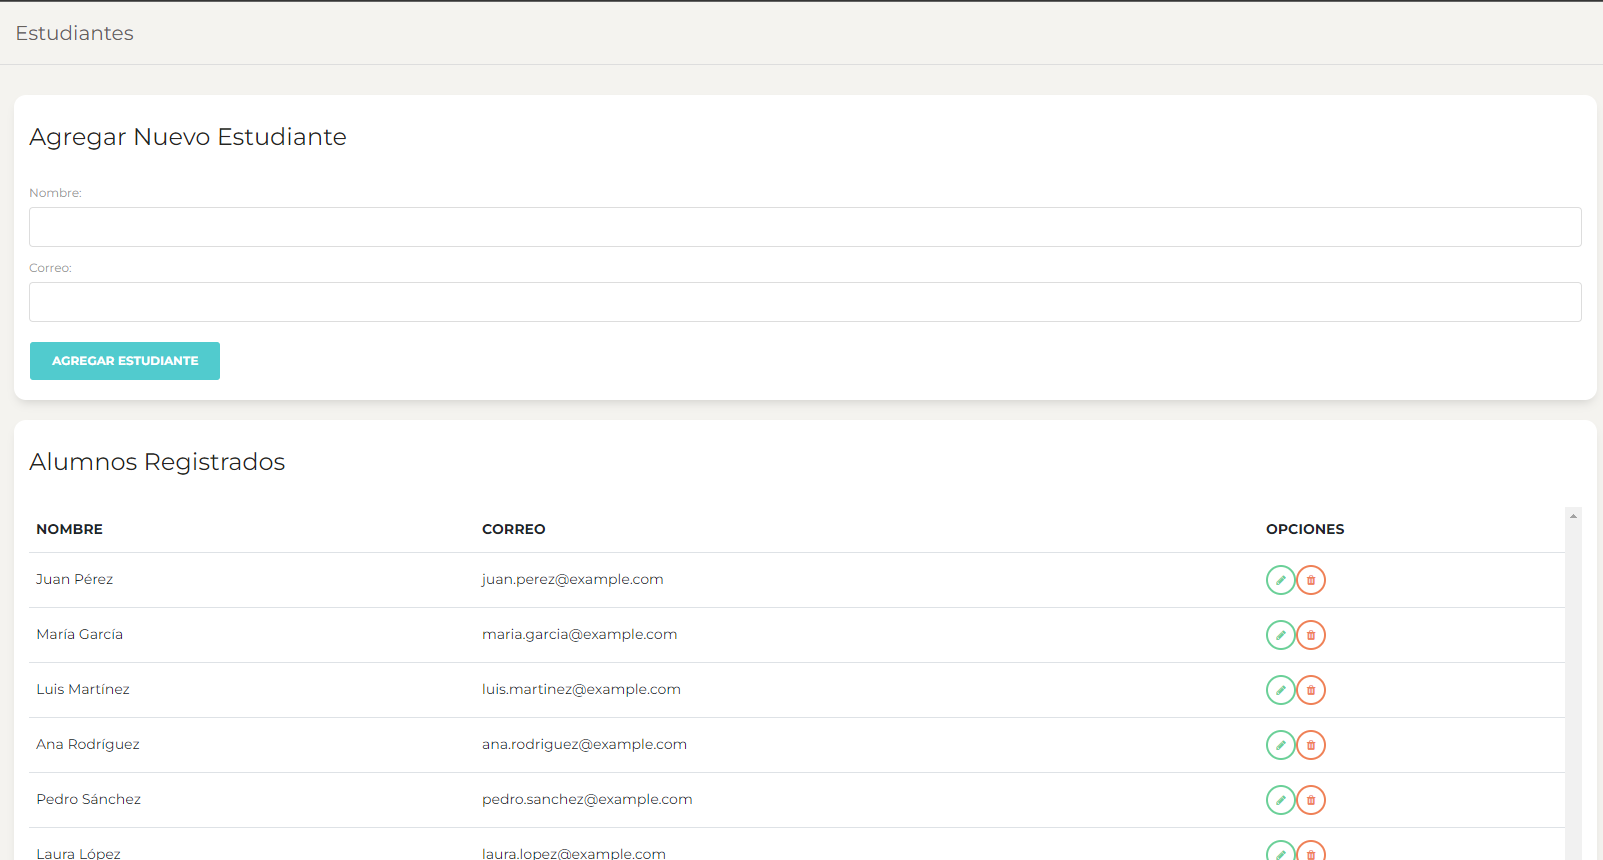 Estudiantes
Agregar Nuevo Estudiante
Nombre:
Correo:
AGREGAR ESTUDIANTE
Alumnos Registrados
NOMBRE CORREO OPCIONES
Juan Pérez juan.perez@example.com
María García maria.garcia@example.com
Luis Martínez luis.martinez@example.com
Ana Rodríguez ana.rodriguez@example.com
Pedro Sánchez pedro.sanchez@example.com
Laura López laura.lopez@example.com